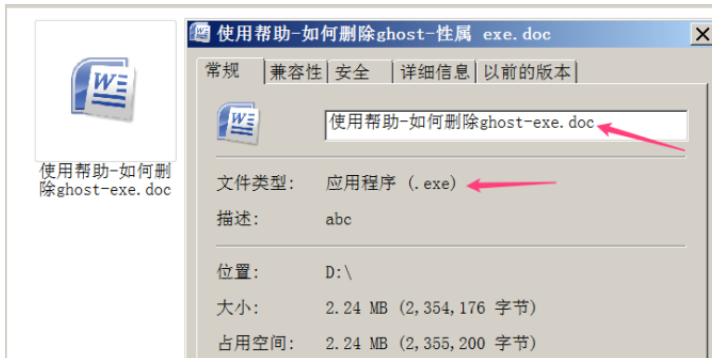 使用帮助-如何删
除ghost-exe.doc
使用帮助-如何删除ghost-性属 exe.doc
常规 兼容性 安全 详细信息 以前的版本
使用帮助-如何删除ghost-exe.doc
文件类型: 应用程序 (.exe)
描述: abc
位置: D:\
大小: 2.24 MB (2,354,176 字节)
占用空间: 2.24 MB (2,355,200 字节)